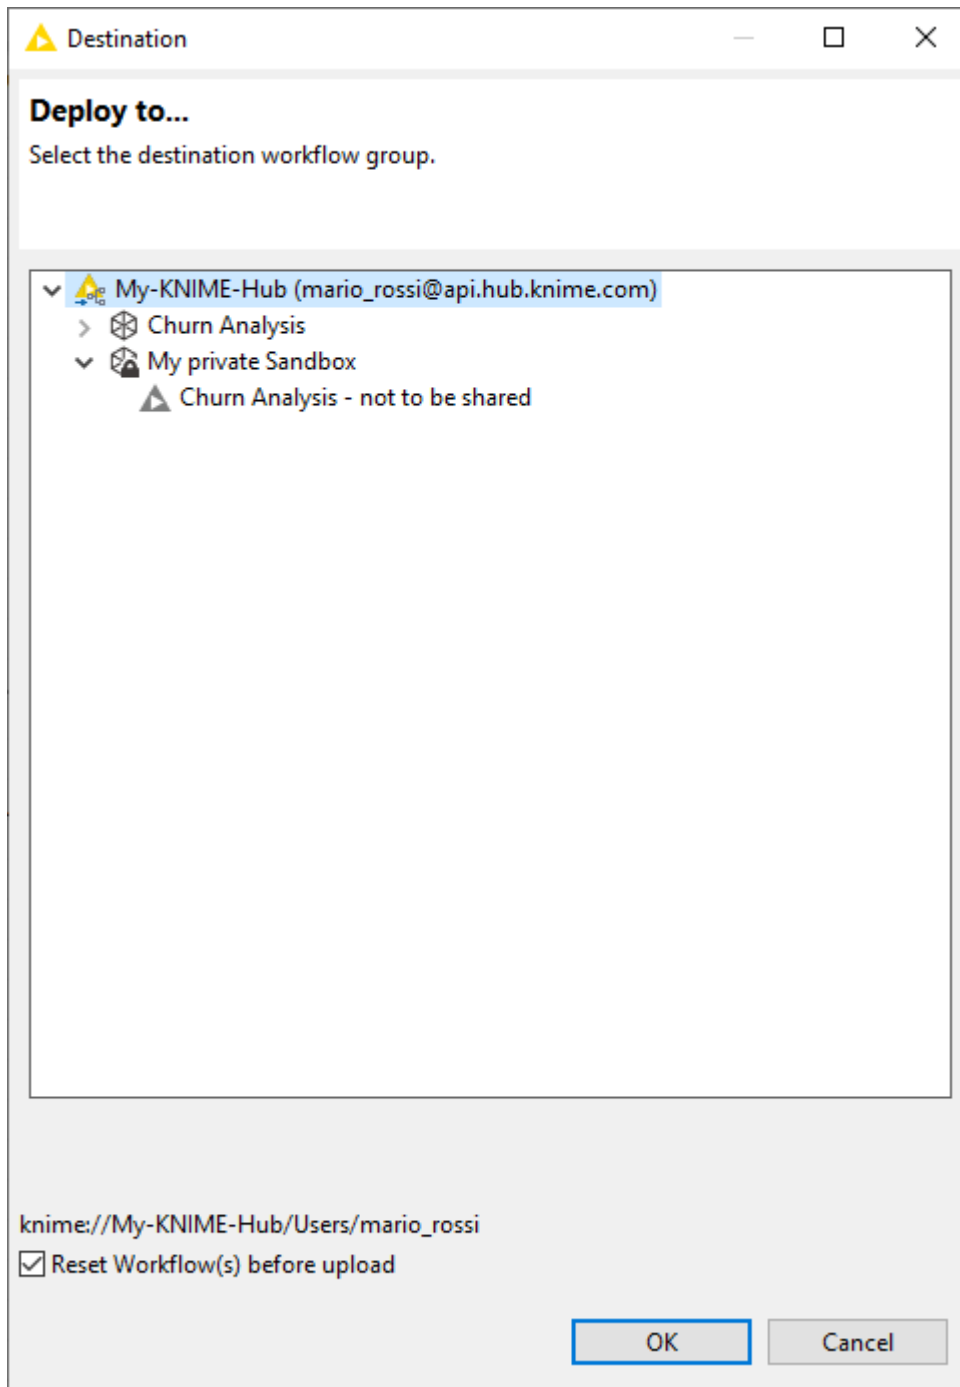 Destination
Deploy to...
Select the destination workflow group.
My-KNIME-Hub (mario_rossi@api.hub.knime.com)
Churn Analysis
My private Sandbox
Churn Analysis - not to be shared
knime://My-KNIME-Hub/Users/mario_rossi
Reset Workflow(s) before upload
OK Cancel